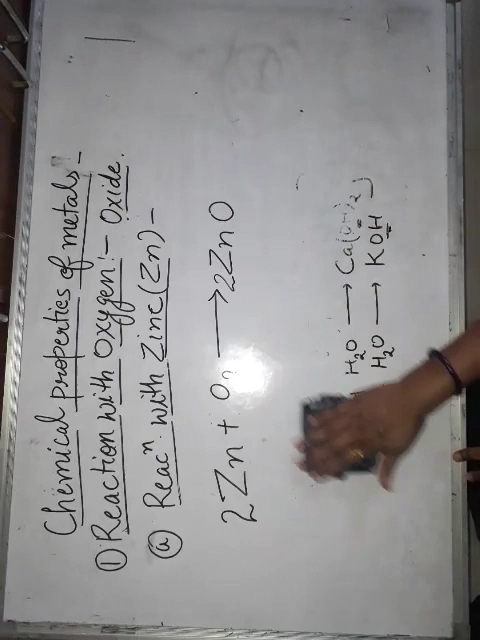 Chemical properties of metals:-
① Reaction with Oxygen:- Oxide.
ⓐ Reacⁿ. with Zinc(Zn)-
2Zn + O₂ ⟶ 2ZnO
H₂O ⟶ Ca(OH)₂
H₂O ⟶ KOH